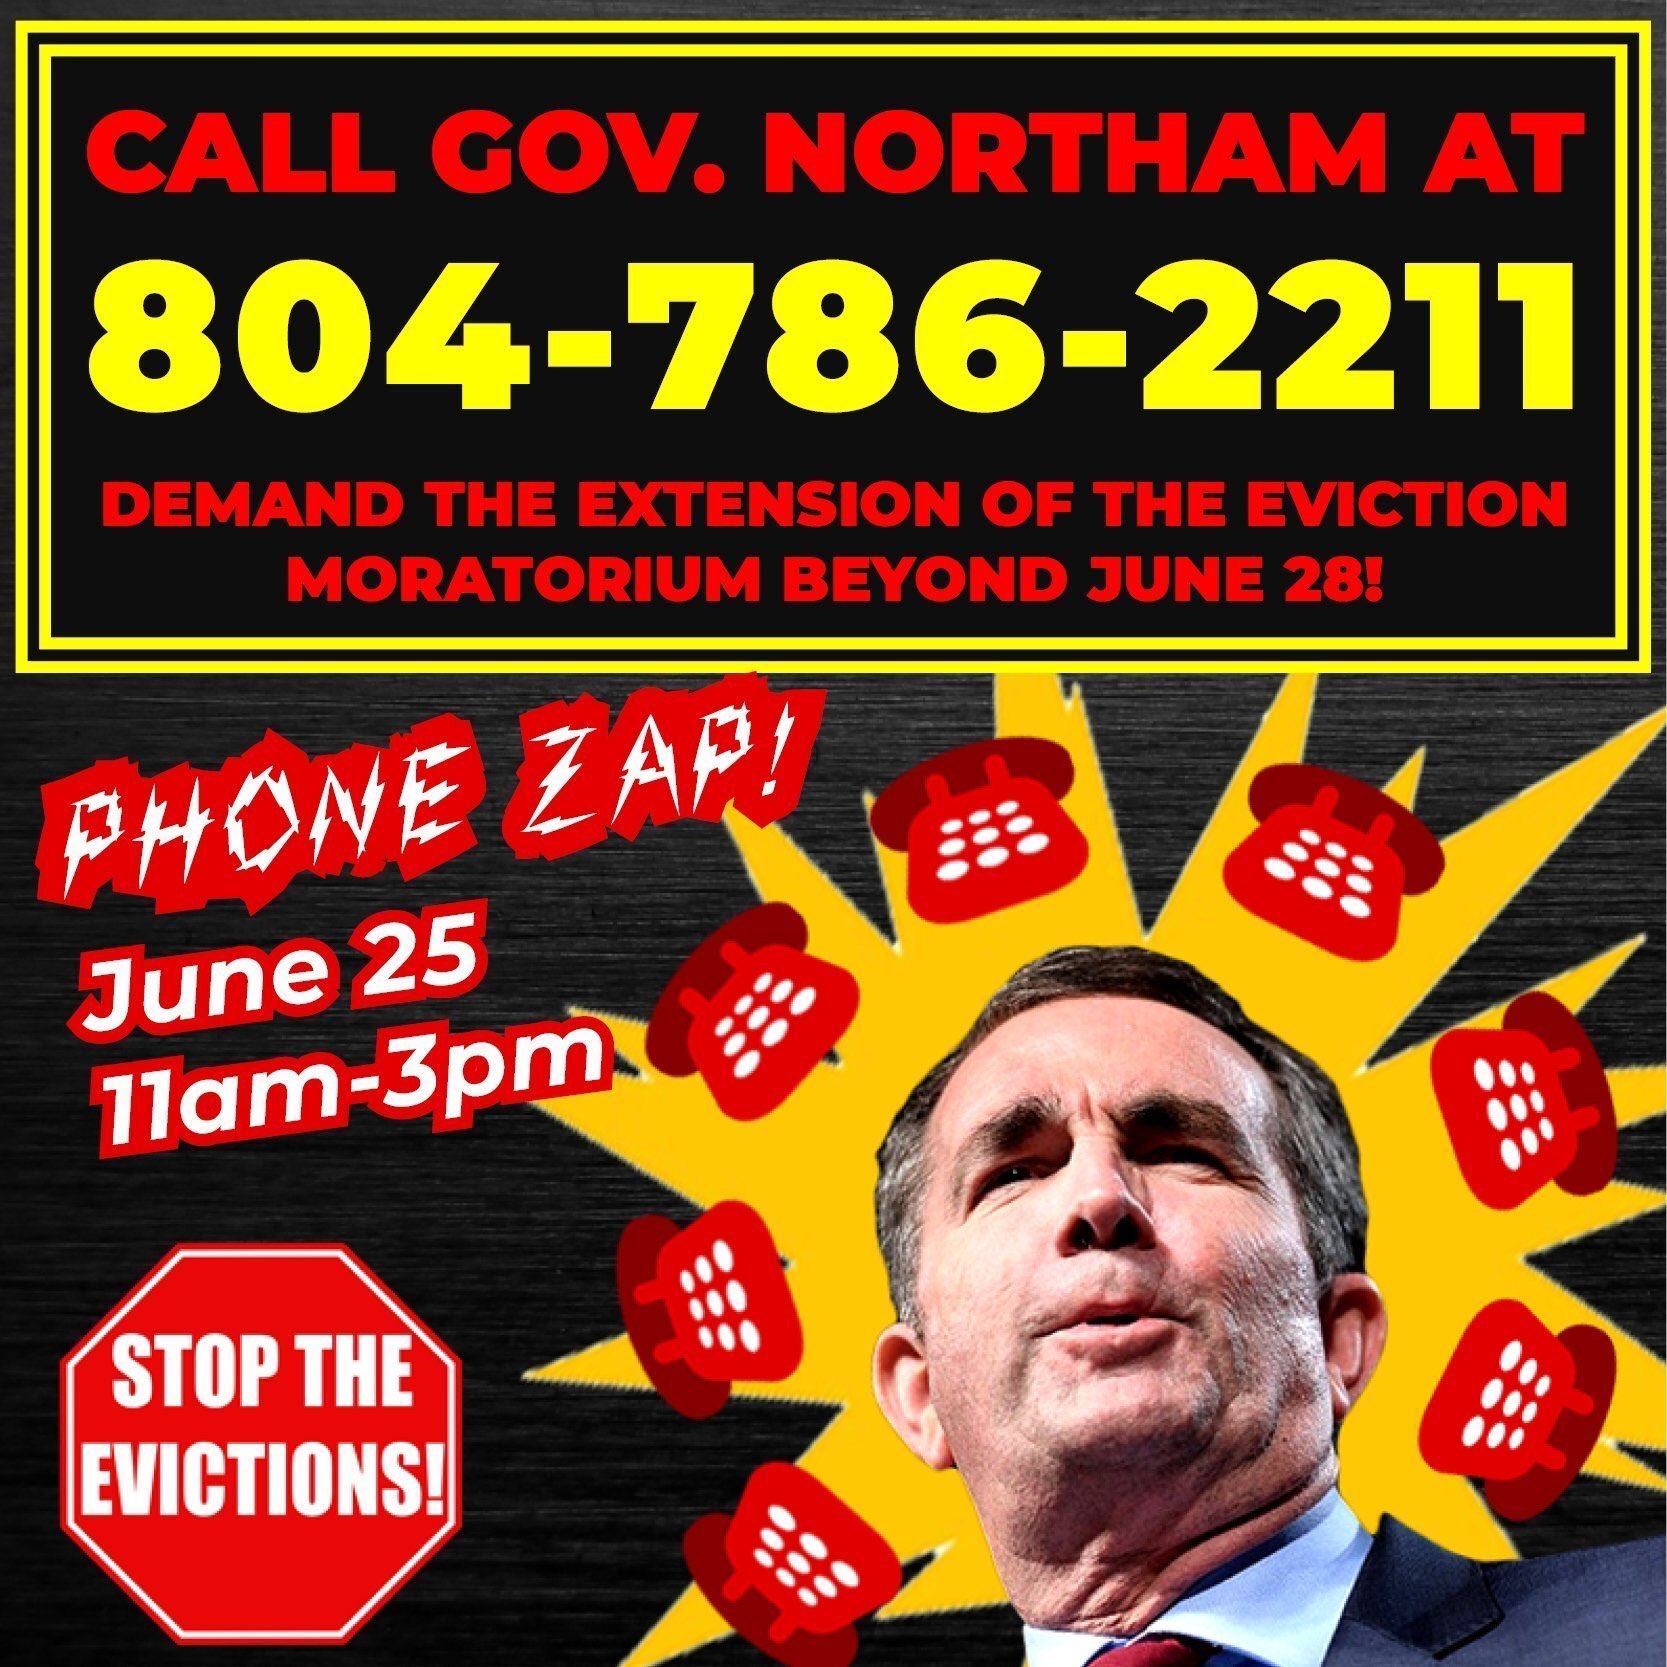 CALL GOV. NORTHAM AT
804-786-2211
DEMAND THE EXTENSION OF THE EVICTION
MORATORIUM BEYOND JUNE 28!
PHONE ZAP!
June 25
11am-3pm
STOP THE
EVICTIONS!